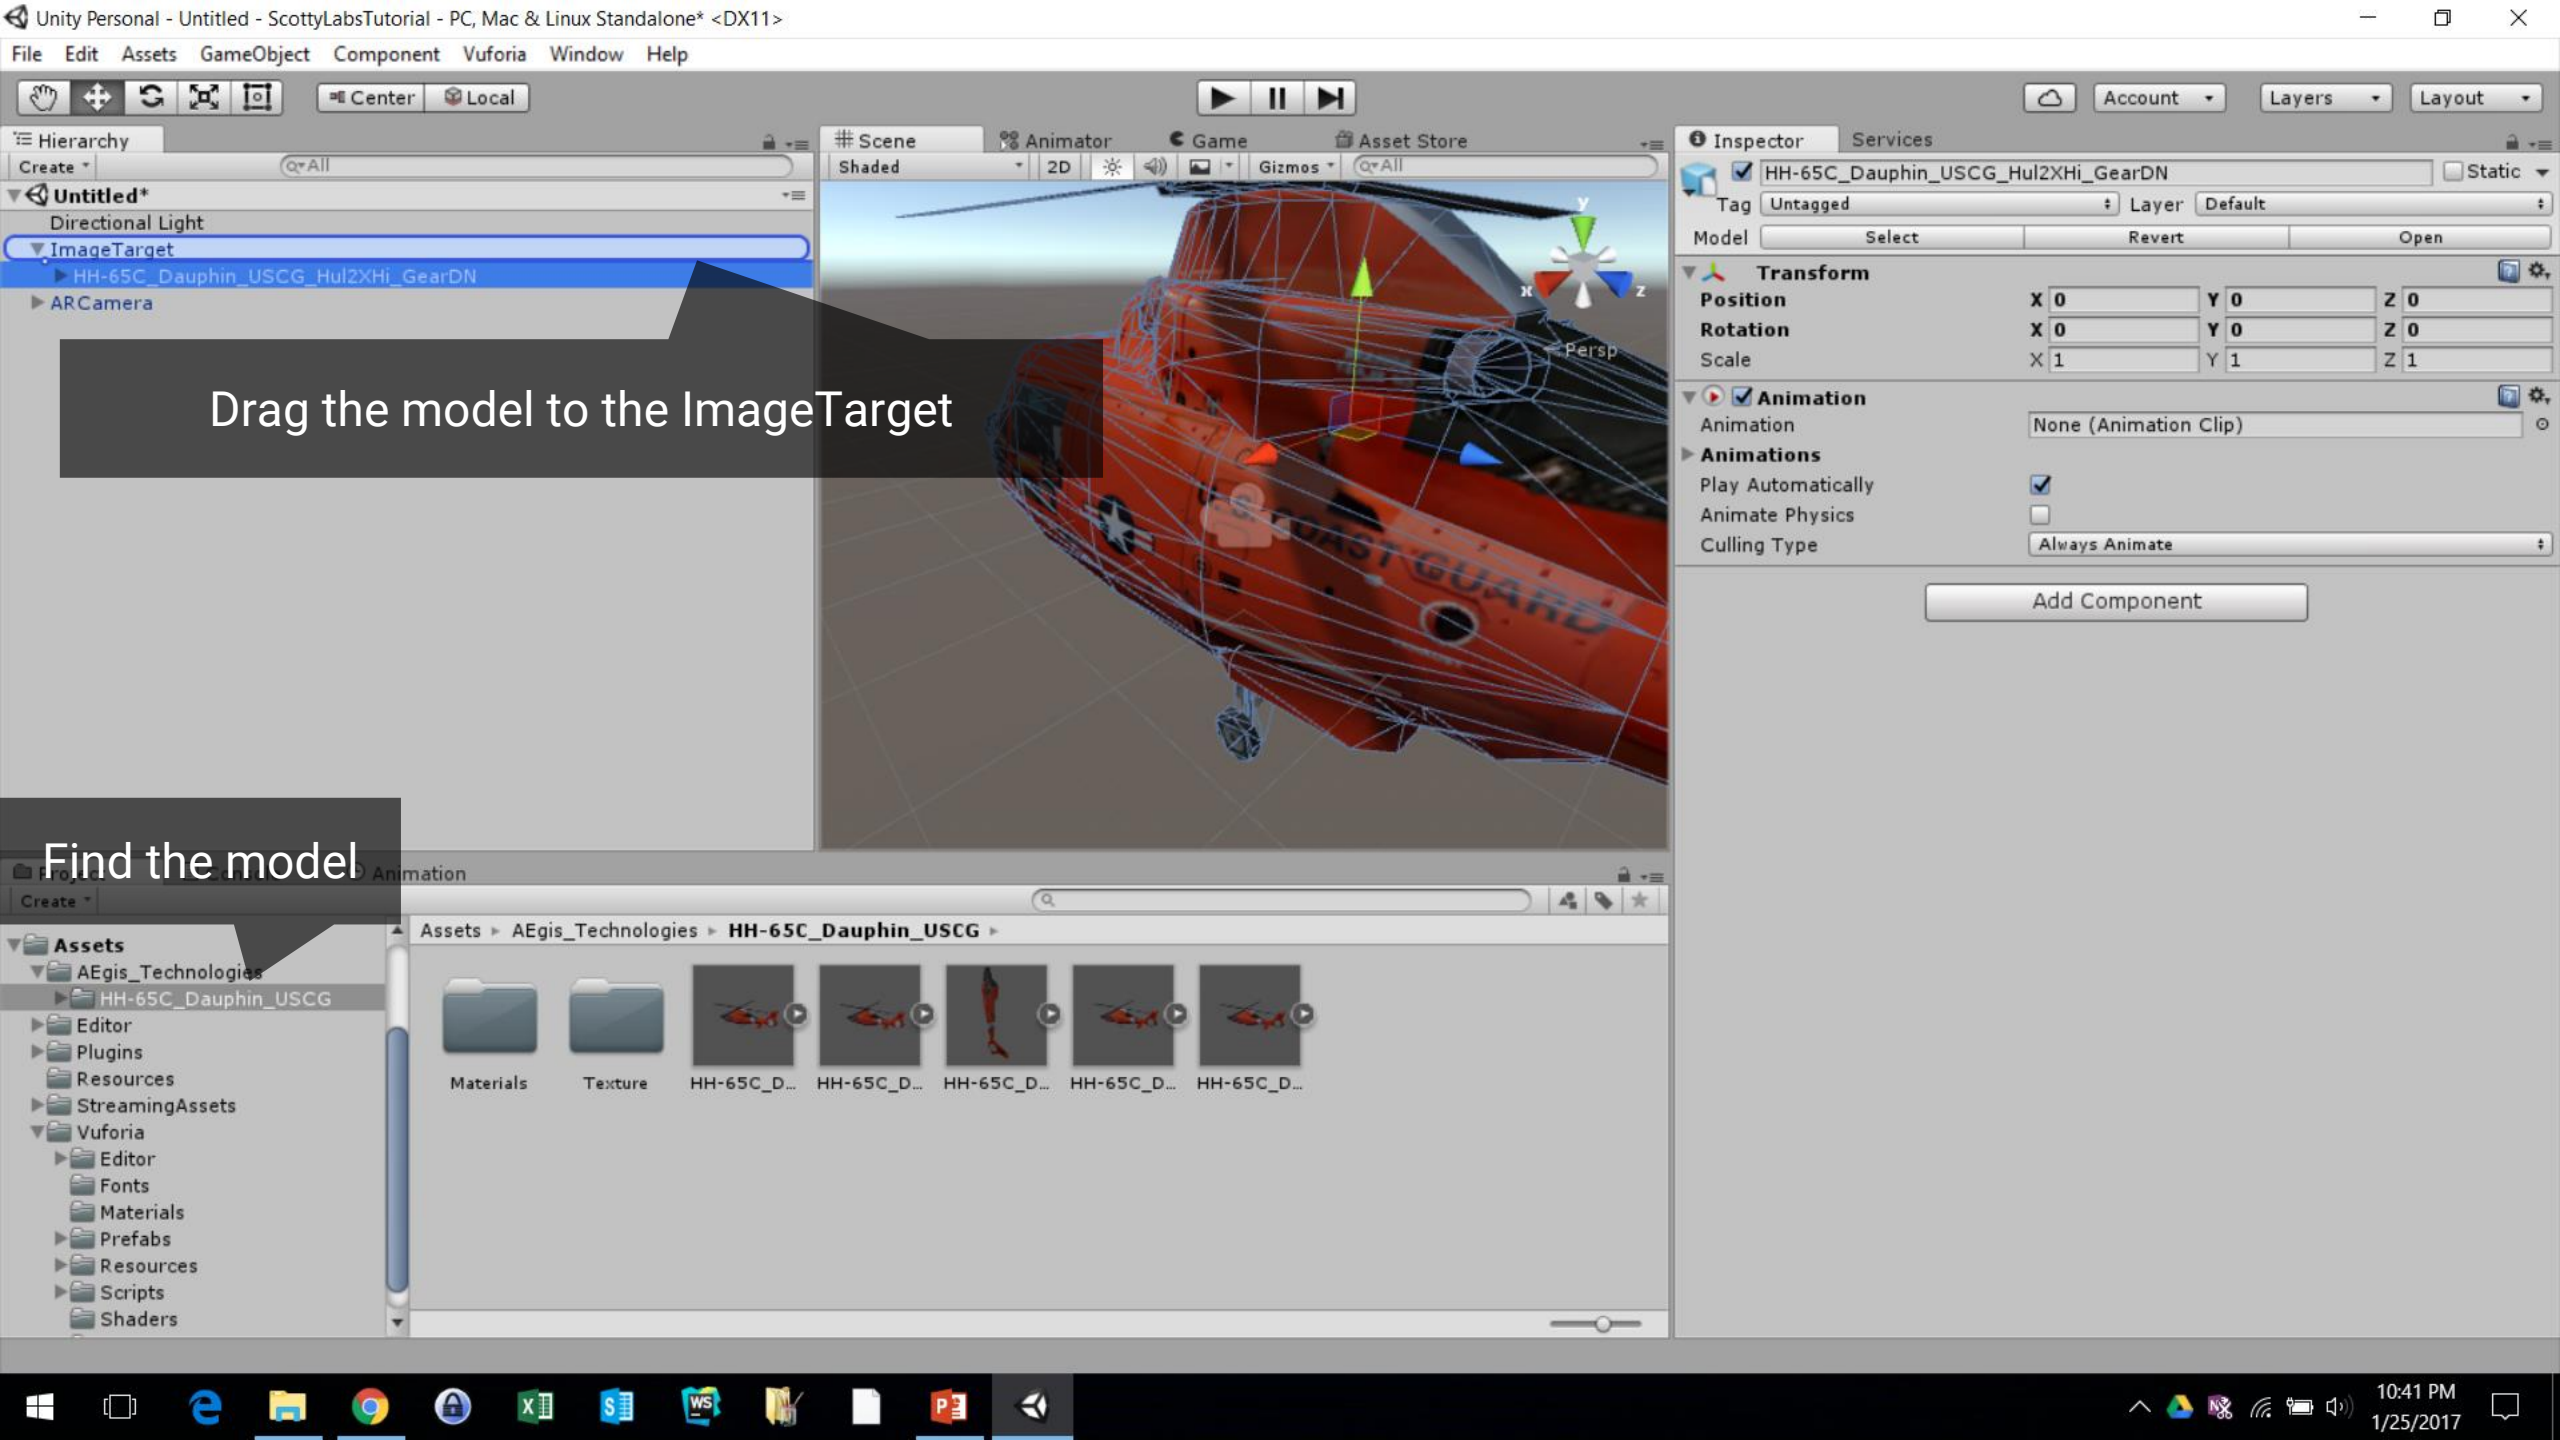 Unity Personal - Untitled - ScottyLabsTutorial - PC, Mac & Linux Standalone* <DX11>
File Edit Assets GameObject Component Vuforia Window Help
Center Local
Account Layers Layout
Hierarchy
Create All
Untitled*
Directional Light
ImageTarget
HH-65C_Dauphin_USCG_Hul2XHi_GearDN
ARCamera
Drag the model to the ImageTarget
Scene Animator Game Asset Store
Shaded 2D Gizmos All
y
x z
Persp
COAST GUARD
Inspector Services
HH-65C_Dauphin_USCG_Hul2XHi_GearDN Static
Tag Untagged Layer Default
Model Select Revert Open
Transform
Position X 0 Y 0 Z 0
Rotation X 0 Y 0 Z 0
Scale X 1 Y 1 Z 1
Animation
Animation None (Animation Clip)
Animations
Play Automatically
Animate Physics
Culling Type Always Animate
Add Component
Find the model
Project Console Animation
Create
Assets
AEgis_Technologies
HH-65C_Dauphin_USCG
Editor
Plugins
Resources
StreamingAssets
Vuforia
Editor
Fonts
Materials
Prefabs
Resources
Scripts
Shaders
Assets AEgis_Technologies HH-65C_Dauphin_USCG
Materials Texture HH-65C_D... HH-65C_D... HH-65C_D... HH-65C_D... HH-65C_D...
10:41 PM
1/25/2017